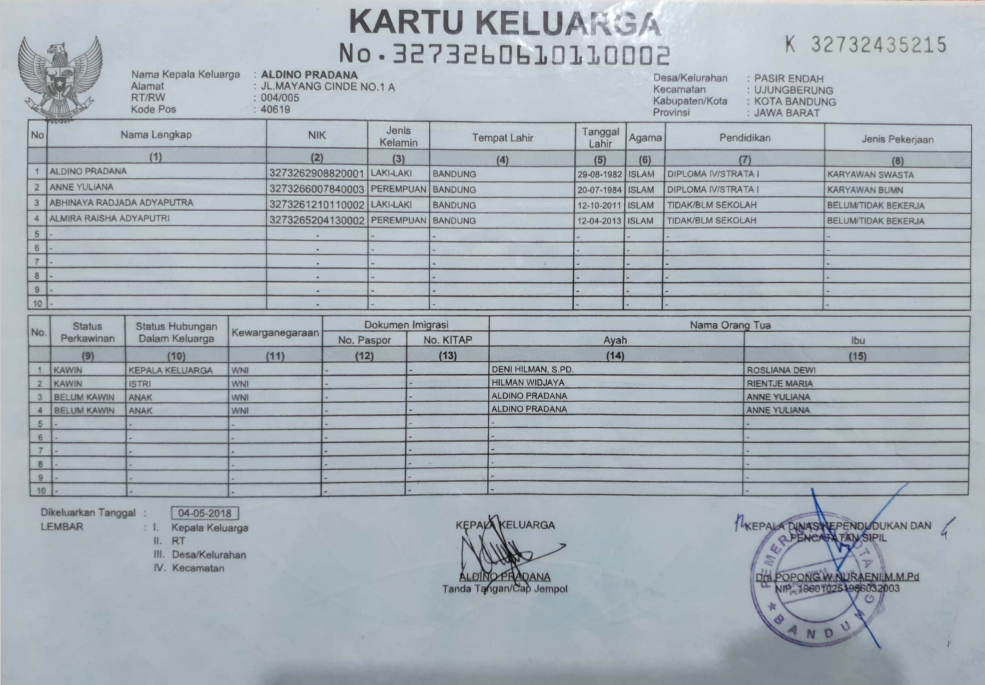 KARTU KELUARGA
No. 3273260610110002
K 32732435215
Nama Kepala Keluarga : ALDINO PRADANA
Alamat : JL.MAYANG CINDE NO.1 A
RT/RW : 004/005
Kode Pos : 40619
Desa/Kelurahan : PASIR ENDAH
Kecamatan : UJUNGBERUNG
Kabupaten/Kota : KOTA BANDUNG
Provinsi : JAWA BARAT
No Nama Lengkap NIK Jenis Kelamin Tempat Lahir Tanggal Lahir Agama Pendidikan Jenis Pekerjaan
(1) (2) (3) (4) (5) (6) (7) (8)
1 ALDINO PRADANA 3273262908820001 LAKI-LAKI BANDUNG 29-08-1982 ISLAM DIPLOMA IV/STRATA I KARYAWAN SWASTA
2 ANNE YULIANA 3273266007840003 PEREMPUAN BANDUNG 20-07-1984 ISLAM DIPLOMA IV/STRATA I KARYAWAN BUMN
3 ABHINAYA RADJADA ADYAPUTRA 3273261210110002 LAKI-LAKI BANDUNG 12-10-2011 ISLAM TIDAK/BLM SEKOLAH BELUM/TIDAK BEKERJA
4 ALMIRA RAISHA ADYAPUTRI 3273265204130002 PEREMPUAN BANDUNG 12-04-2013 ISLAM TIDAK/BLM SEKOLAH BELUM/TIDAK BEKERJA
5 - - - - - - - -
6 - - - - - - - -
7 - - - - - - - -
8 - - - - - - - -
9 - - - - - - - -
10 - - - - - - - -
No. Status Perkawinan Status Hubungan Dalam Keluarga Kewarganegaraan Dokumen Imigrasi Nama Orang Tua
No. Paspor No. KITAP Ayah Ibu
(9) (10) (11) (12) (13) (14) (15)
1 KAWIN KEPALA KELUARGA WNI - - DENI HILMAN, S.PD. ROSLIANA DEWI
2 KAWIN ISTRI WNI - - HILMAN WIDJAYA RIENTJE MARIA
3 BELUM KAWIN ANAK WNI - - ALDINO PRADANA ANNE YULIANA
4 BELUM KAWIN ANAK WNI - - ALDINO PRADANA ANNE YULIANA
5 - - - - - - -
6 - - - - - - -
7 - - - - - - -
8 - - - - - - -
9 - - - - - - -
10 - - - - - - -
Dikeluarkan Tanggal : 04-05-2018
LEMBAR : I. Kepala Keluarga
II. RT
III. Desa/Kelurahan
IV. Kecamatan
KEPALA KELUARGA
ALDINO PRADANA
Tanda Tangan/Cap Jempol
KEPALA DINAS KEPENDUDUKAN DAN
PENCATATAN SIPIL
POPONG W NURAENI,M.M.Pd
NIP. 196010251986032003
BANDUNG